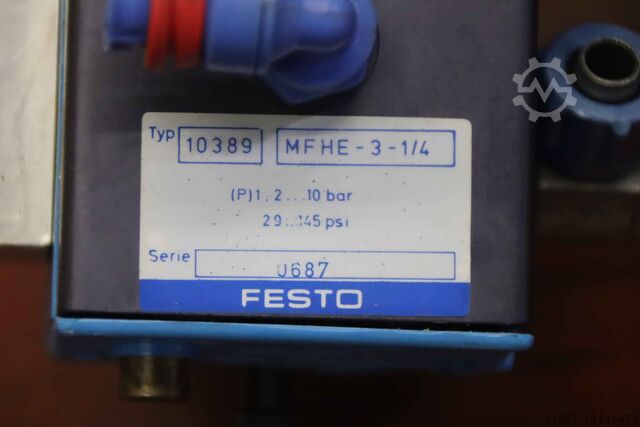 Typ 10389 MFHE-3-1/4
(P)1,2...10 bar
29...145 psi
Serie 0687
FESTO